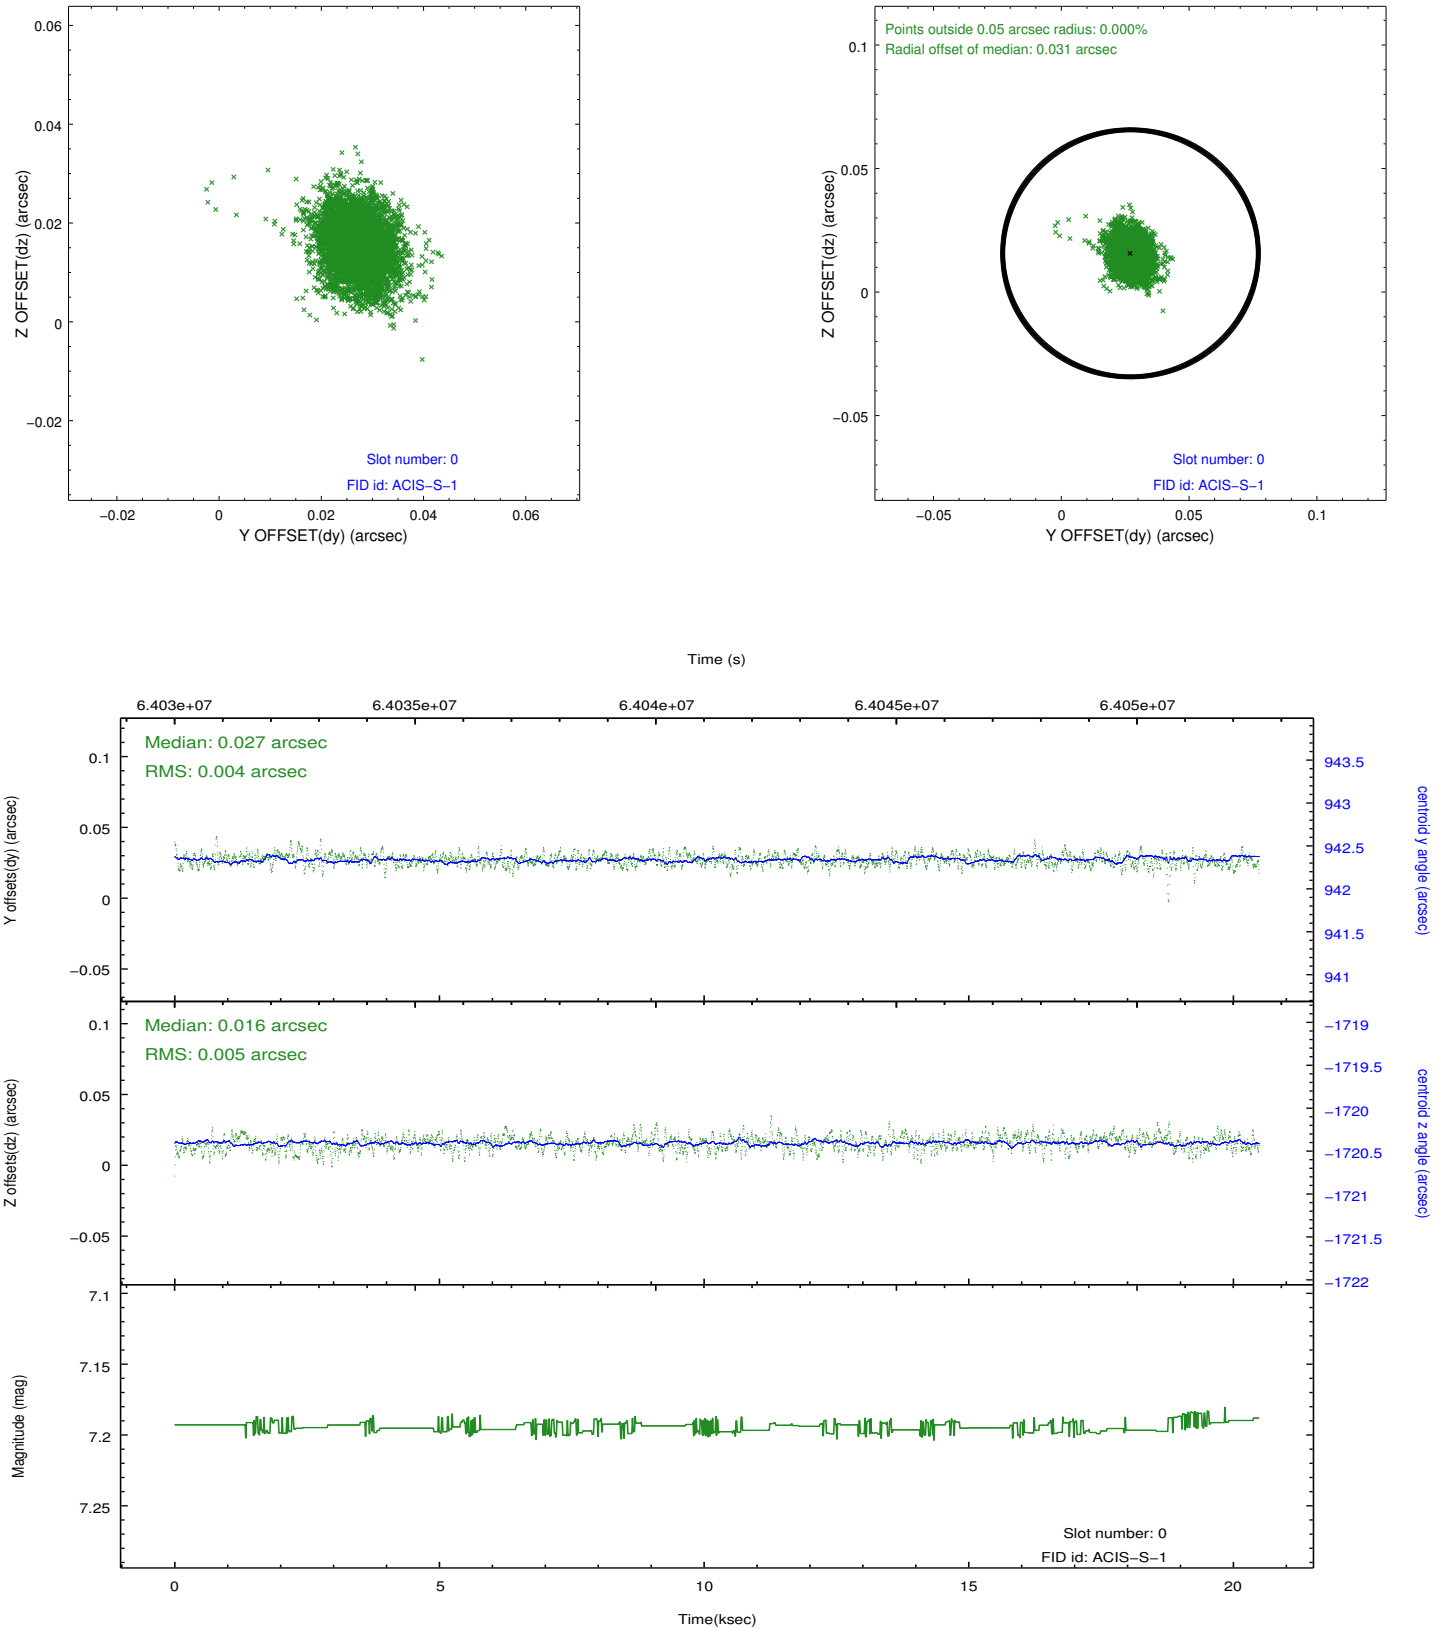 0.06
0.04
0.02
0
−0.02
Z OFFSET(dz) (arcsec)
Slot number: 0
FID id: ACIS−S−1
−0.02 0 0.02 0.04 0.06
Y OFFSET(dy) (arcsec)
Points outside 0.05 arcsec radius: 0.000%
Radial offset of median: 0.031 arcsec
0.1
0.05
0
−0.05
Z OFFSET(dz) (arcsec)
Slot number: 0
FID id: ACIS−S−1
−0.05 0 0.05 0.1
Y OFFSET(dy) (arcsec)
Time (s)
6.403e+07 6.4035e+07 6.404e+07 6.4045e+07 6.405e+07
Median: 0.027 arcsec
RMS: 0.004 arcsec
0.1
0.05
0
−0.05
Y offsets(dy) (arcsec)
943.5
943
942.5
942
941.5
941
centroid y angle (arcsec)
Median: 0.016 arcsec
RMS: 0.005 arcsec
0.1
0.05
0
−0.05
Z offsets(dz) (arcsec)
−1719
−1719.5
−1720
−1720.5
−1721
−1721.5
−1722
centroid z angle (arcsec)
7.1
7.15
7.2
7.25
Magnitude (mag)
Slot number: 0
FID id: ACIS−S−1
0 5 10 15 20
Time(ksec)